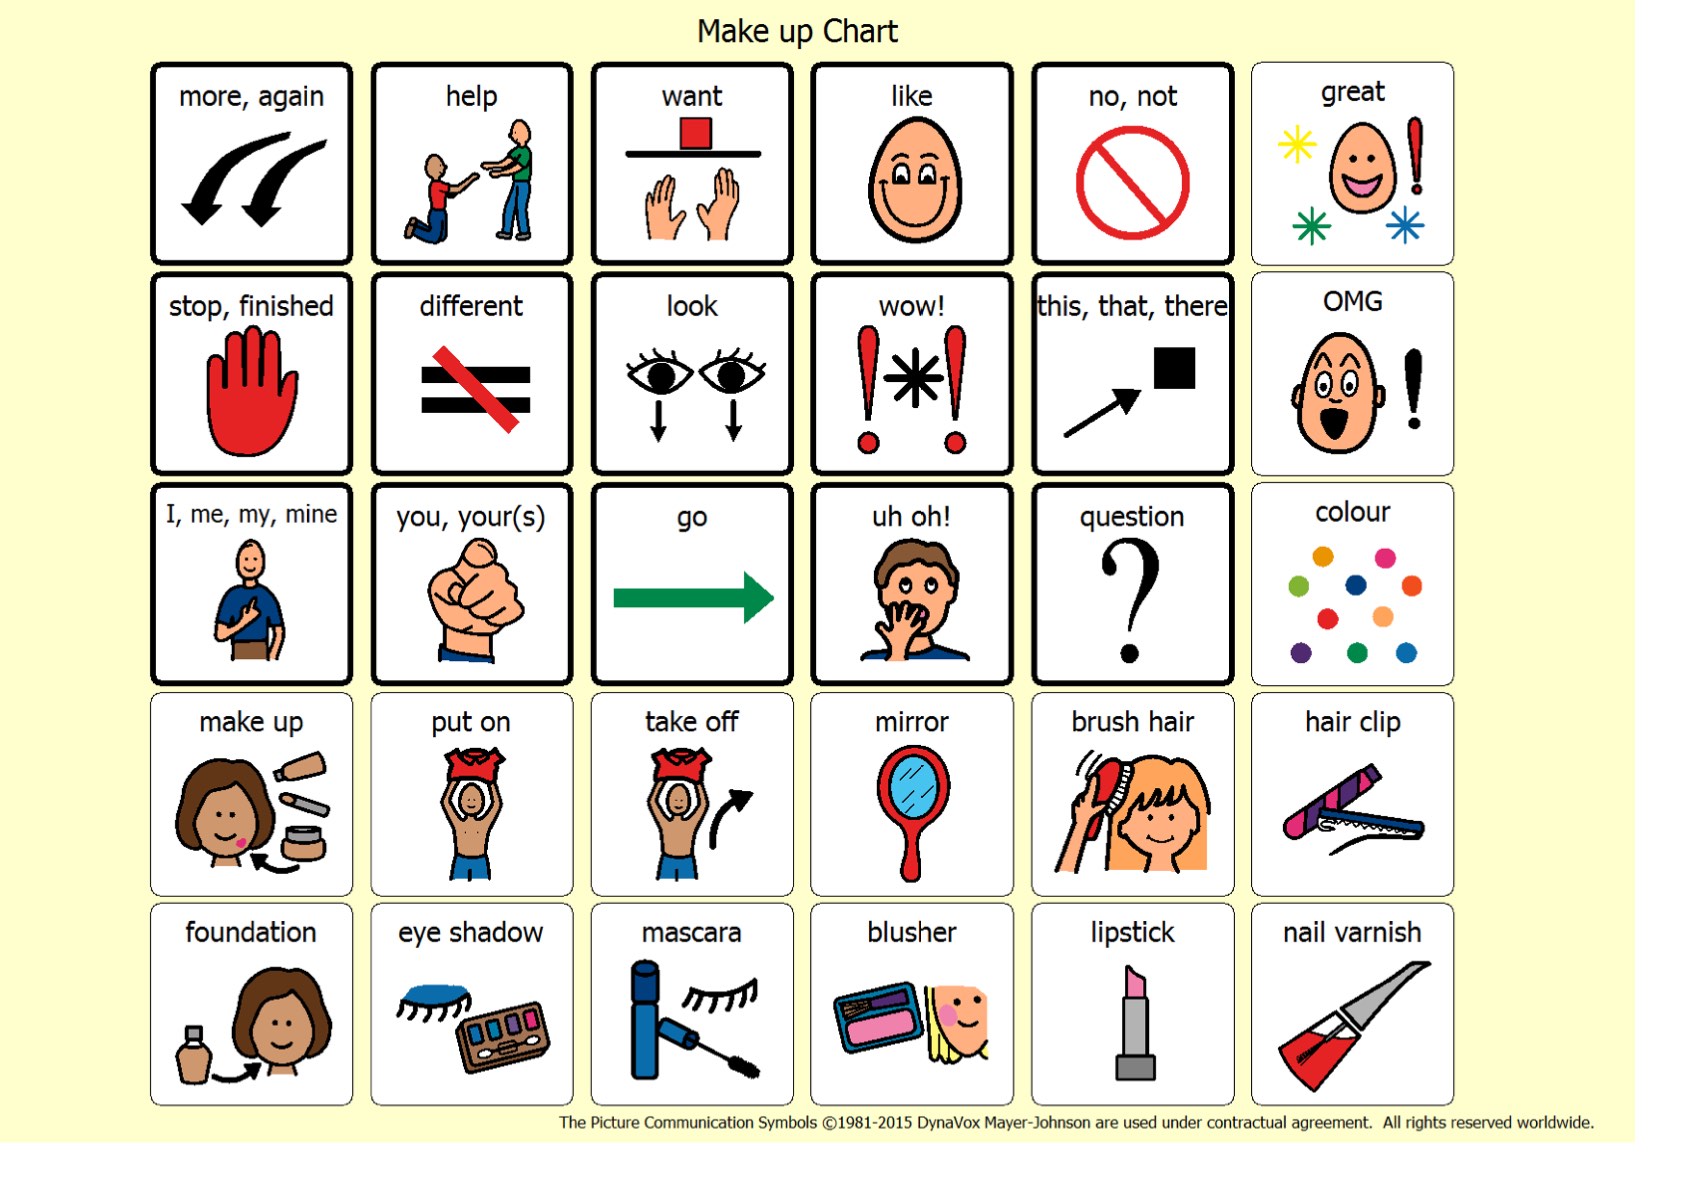 Make up Chart
more, again
help
want
like
no, not
great
stop, finished
different
look
wow!
this, that, there
OMG
I, me, my, mine
you, your(s)
go
uh oh!
question
colour
make up
put on
take off
mirror
brush hair
hair clip
foundation
eye shadow
mascara
blusher
lipstick
nail varnish
The Picture Communication Symbols ©1981-2015 DynaVox Mayer-Johnson are used under contractual agreement. All rights reserved worldwide.